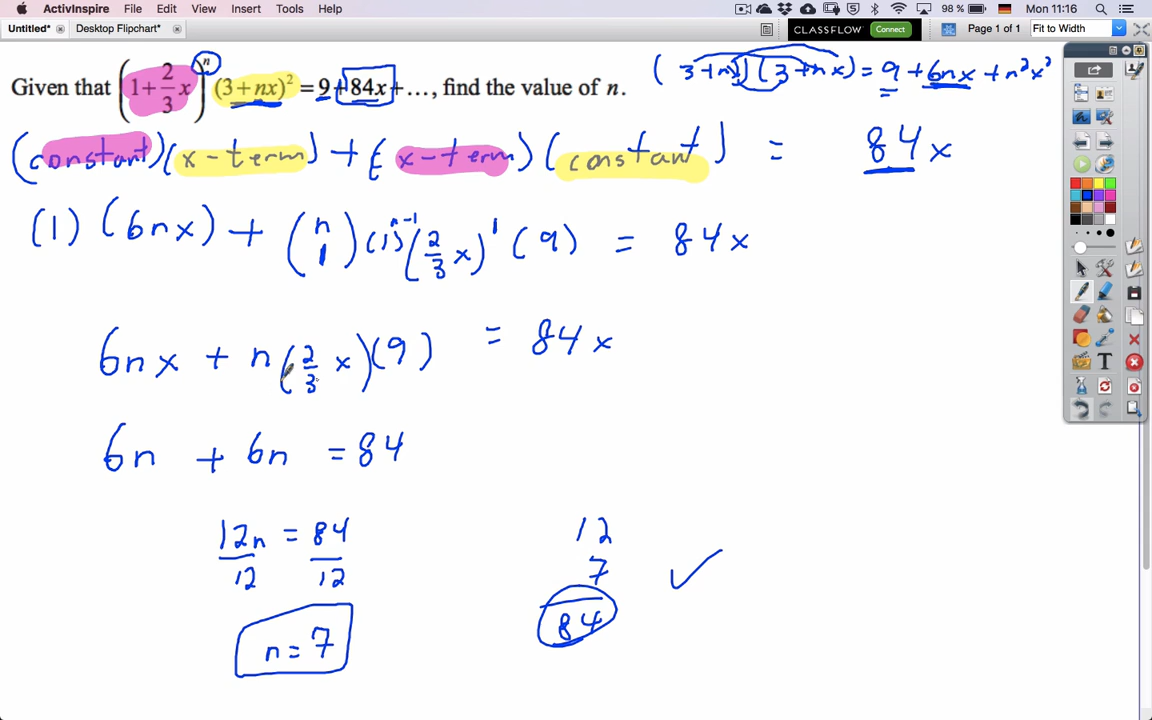 ActivInspire File Edit View Insert Tools Help 98 % Mon 11:16
Untitled* Desktop Flipchart* CLASSFLOW Connect Page 1 of 1 Fit to Width
Given that (1+2/3x)^n (3+nx)² = 9+84x+…, find the value of n.
(3+nx)(3+nx) = 9 + 6nx + n²x²
(constant)(x-term) + (x-term)(constant) = 84x
(1)(6nx) + (n 1)(1)^n-1(2/3x)^1(9) = 84x
6nx + n(2/3x)(9) = 84x
6n + 6n = 84
12n/12 = 84/12
12
7
84
n = 7